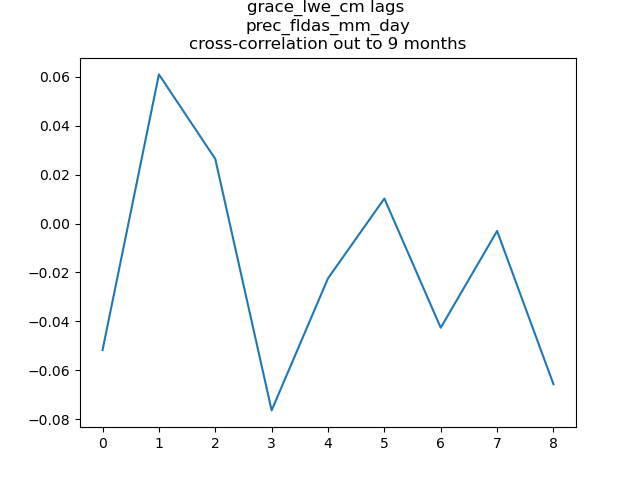 grace_lwe_cm lags
prec_fldas_mm_day
cross-correlation out to 9 months
0.06
0.04
0.02
0.00
−0.02
−0.04
−0.06
−0.08
0 1 2 3 4 5 6 7 8